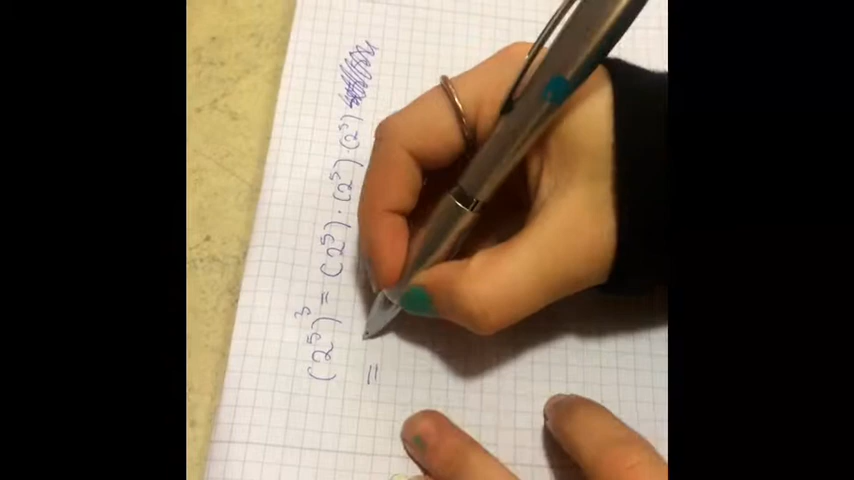 (2⁵)³ = (2⁵) · (2⁵) · (2⁵)
=